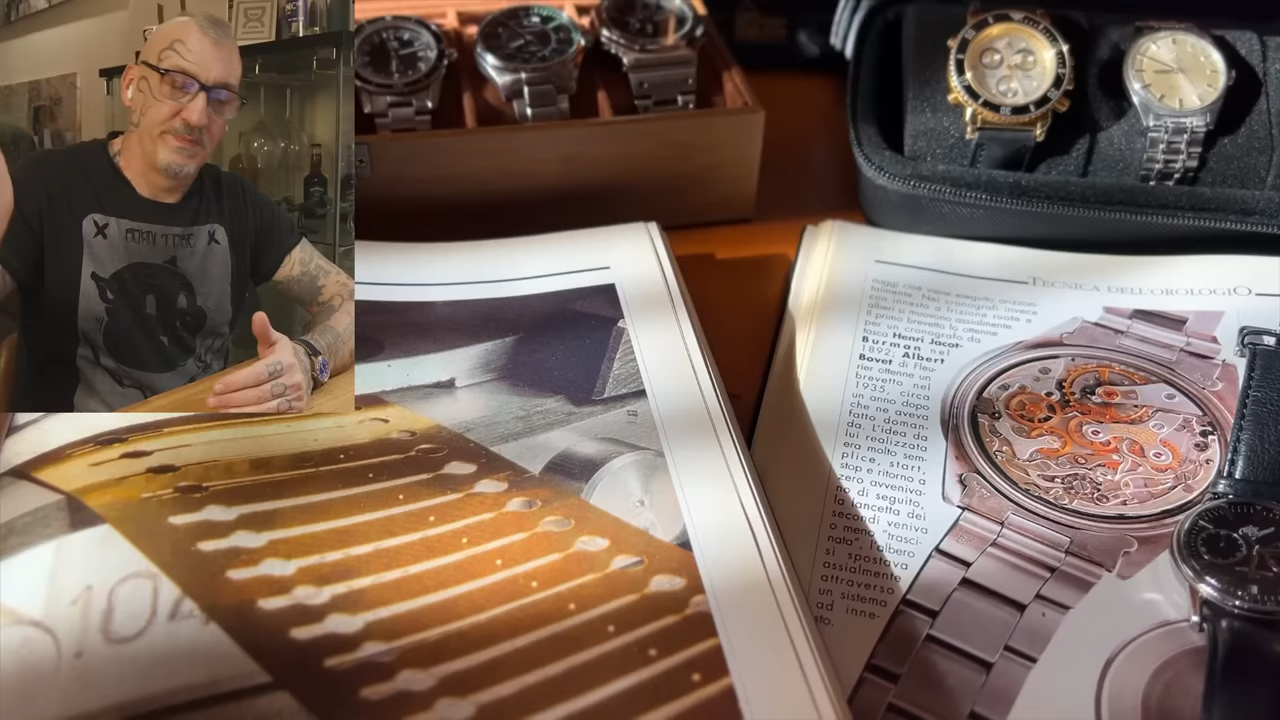 BORN TOKE
TECNICA DELL'OROLOGIO
maggi cioè viene eseguito orizzon-
talmente. Nei cronografi invece
con innesto a frizione ruote e
alberi si muovono assialmente.
Il primo brevetto lo ottenne
per un cronografo da
tasca Henri Jacot-
Burman nel
1892; Albert
Bovet di Fleu-
rier ottenne un
brevetto nel
1935, circa
un anno dopo
che ne aveva
fatto doman-
da. L'idea da
lui realizzata
era molto sem-
plice, start,
stop e ritorno a
zero avveniva-
no di seguito,
la lancetta dei
secondi veniva
o meno "trasci-
nata", l'albero
si spostava
assialmente
attraverso
un sistema
ad inne-
sto.
10